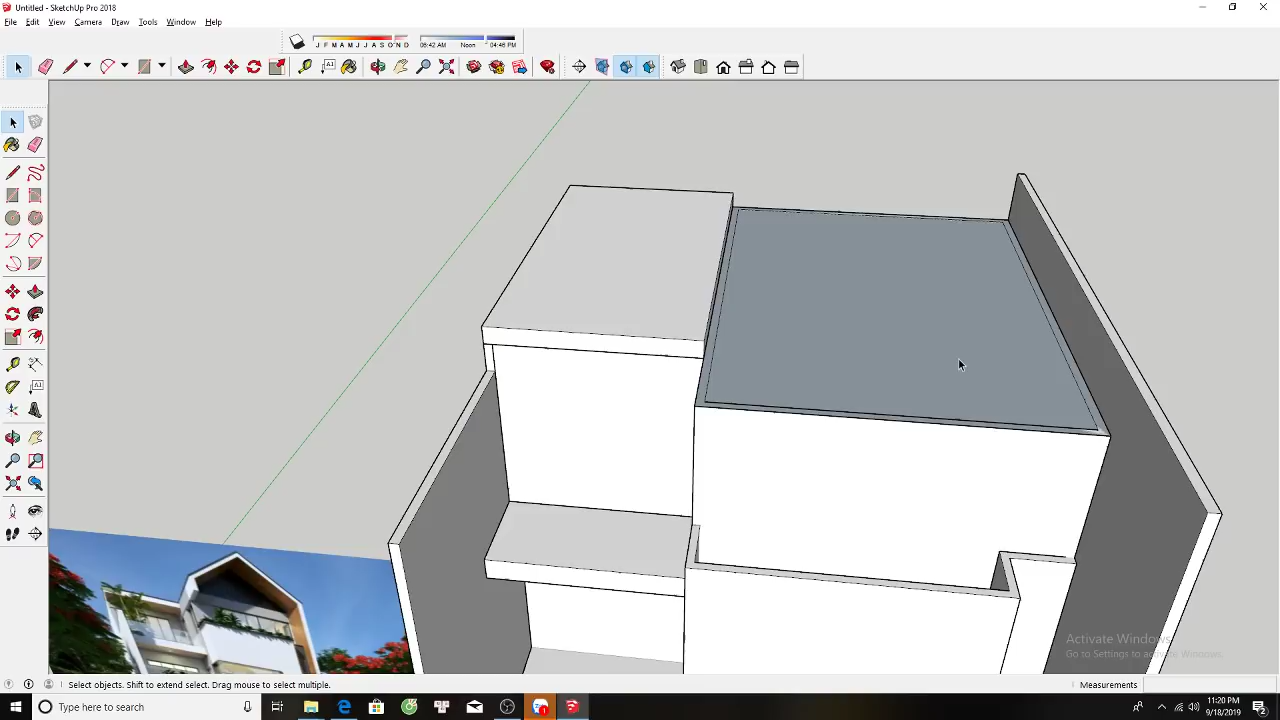 Untitled - SketchUp Pro 2018
File Edit View Camera Draw Tools Window Help
J F M A M J J A S O N D 06:42 AM Noon 04:46 PM
Activate Windows
Go to Settings to activate Windows.
Select objects. Shift to extend select. Drag mouse to select multiple.
Measurements
Type here to search
11:20 PM
9/18/2019